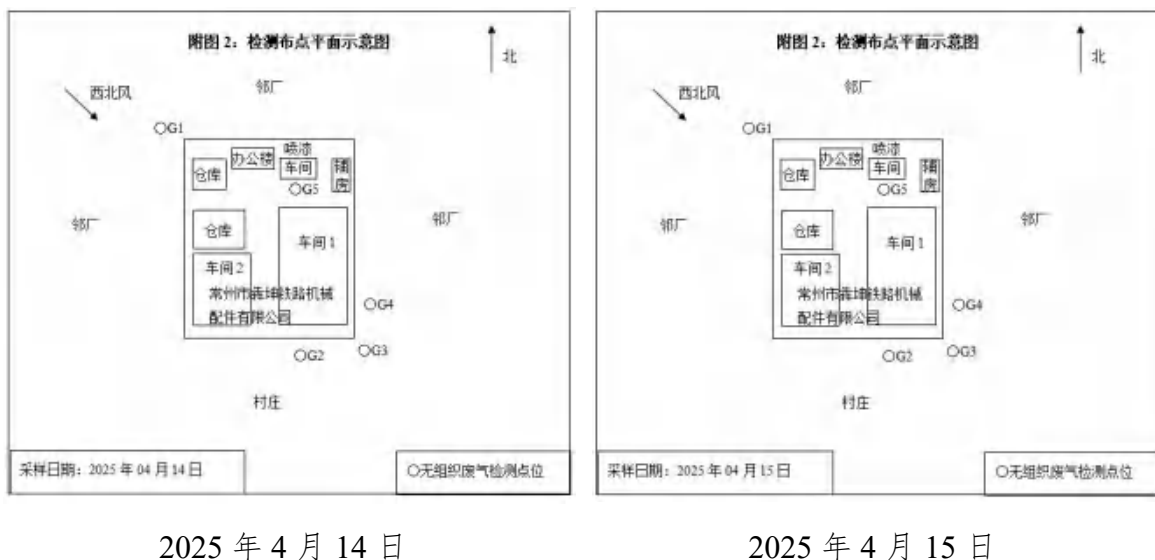 附图 2：检测布点平面示意图
北
西北风
邻厂
○G1
办公楼
喷漆
车间
仓库
辅房
○G5
邻厂
仓库
车间 1
邻厂
车间 2
常州市犇坤铁路机械
配件有限公司
○G4
○G2
○G3
村庄
采样日期：2025 年 04 月 14 日
○无组织废气检测点位
附图 2：检测布点平面示意图
北
西北风
邻厂
○G1
办公楼
喷漆
车间
仓库
辅房
○G5
邻厂
仓库
车间 1
邻厂
车间 2
常州市犇坤铁路机械
配件有限公司
○G4
○G2
○G3
村庄
采样日期：2025 年 04 月 15 日
○无组织废气检测点位
2025 年 4 月 14 日
2025 年 4 月 15 日